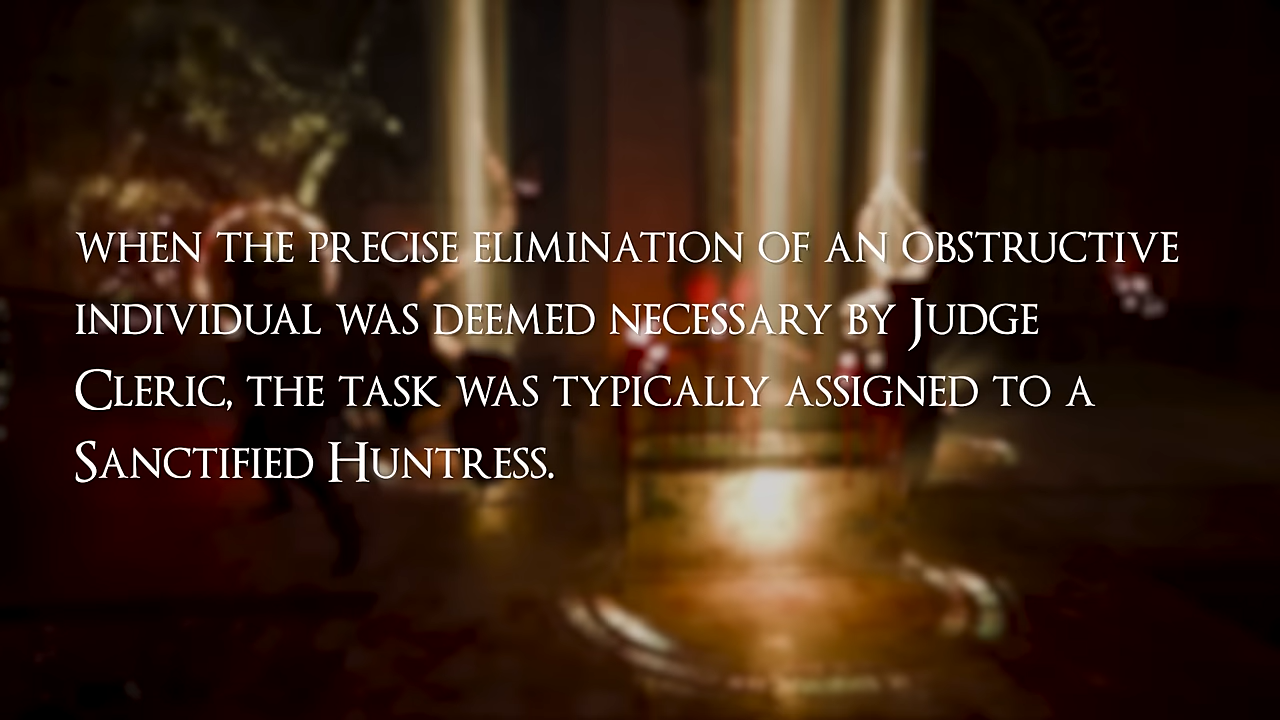 when the precise elimination of an obstructive
individual was deemed necessary by Judge
Cleric, the task was typically assigned to a
Sanctified Huntress.